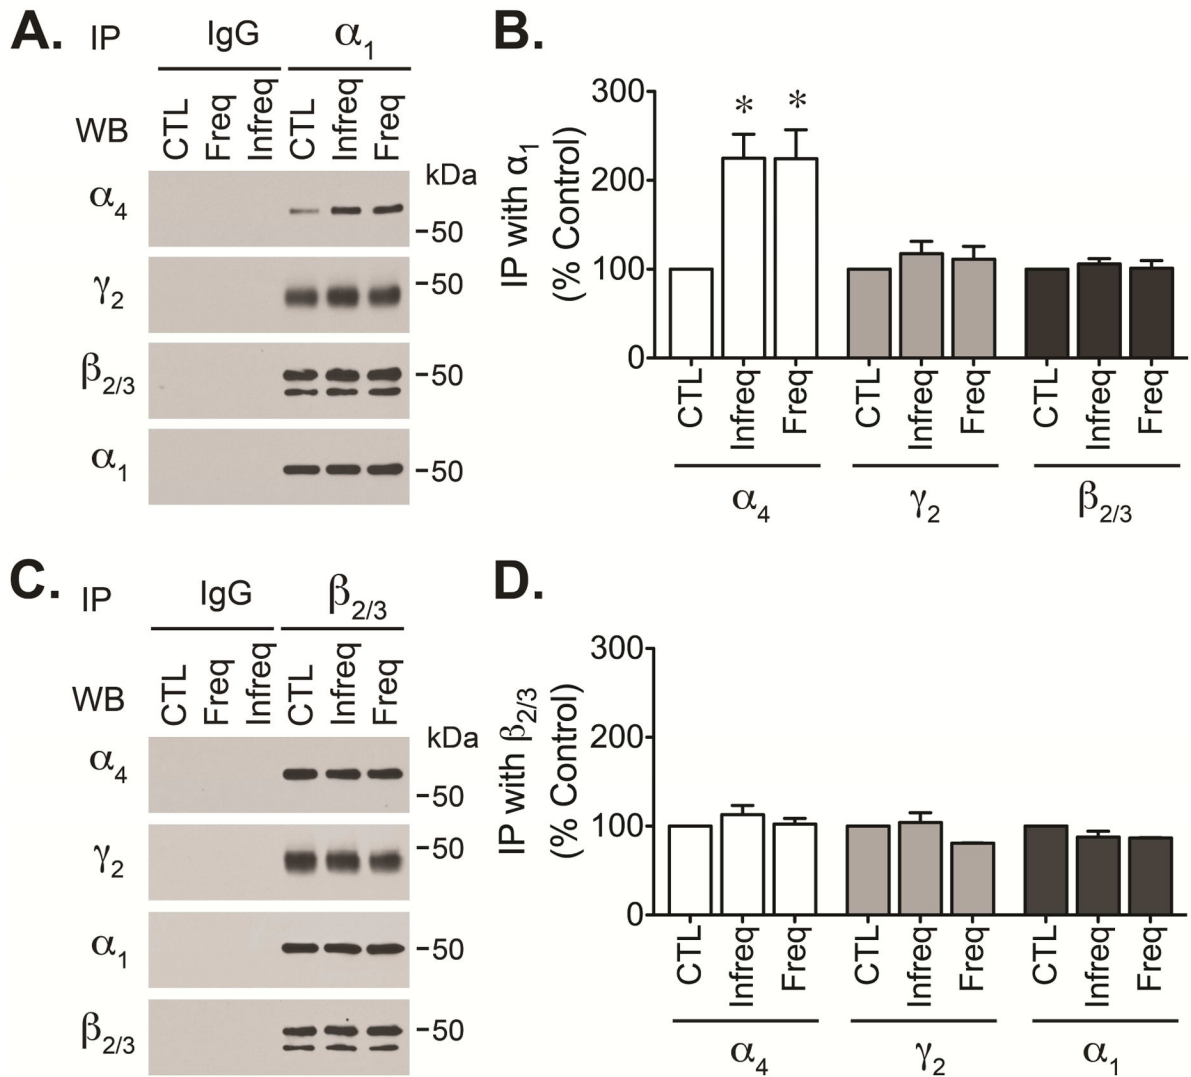 A. IP IgG α1
WB CTL Freq Infreq CTL Infreq Freq
kDa
α4
50
γ2
50
β2/3
50
α1
50
B.
IP with α1
(% Control)
300
200
100
0
* *
CTL Infreq Freq CTL Infreq Freq CTL Infreq Freq
α4 γ2 β2/3
C. IP IgG β2/3
WB CTL Freq Infreq CTL Infreq Freq
kDa
α4
50
γ2
50
α1
50
β2/3
50
D.
IP with β2/3
(% Control)
300
200
100
0
CTL Infreq Freq CTL Infreq Freq CTL Infreq Freq
α4 γ2 α1